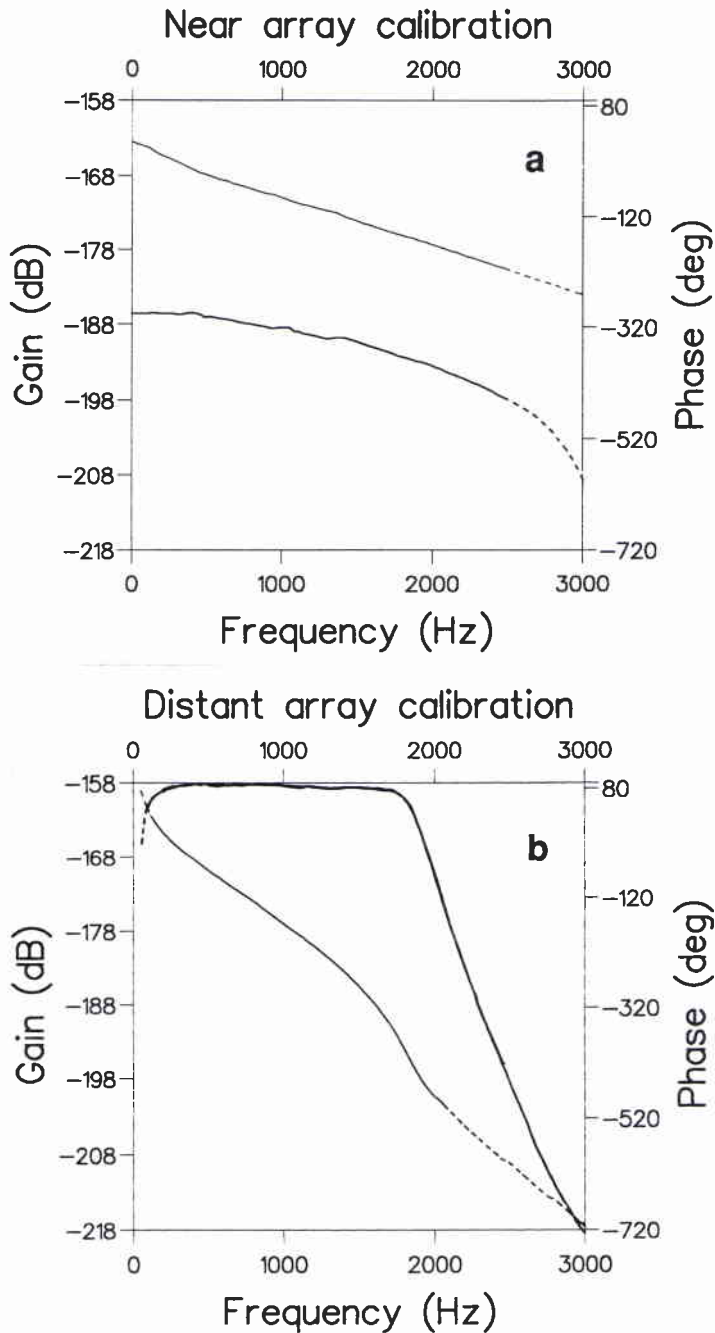 Near array calibration
0 1000 2000 3000
−158 80
a
−168
−120
−178
Gain (dB) Phase (deg)
−188 −320
−198
−520
−208
−218 −720
0 1000 2000 3000
Frequency (Hz)
Distant array calibration
0 1000 2000 3000
−158 80
b
−168
−120
−178
Gain (dB) Phase (deg)
−188 −320
−198
−520
−208
−218 −720
0 1000 2000 3000
Frequency (Hz)